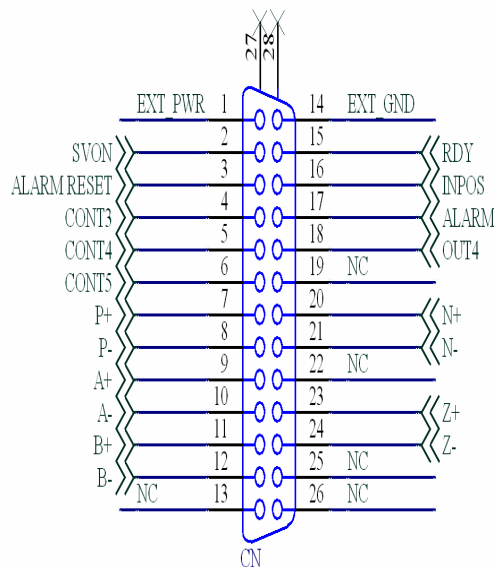 27 28
EXT_PWR 1 14 EXT_GND
2 15
SVON RDY
3 16
ALARM RESET INPOS
4 17
CONT3 ALARM
5 18
CONT4 OUT4
6 19 NC
CONT5
7 20
P+ N+
8 21
P- N-
9 22 NC
A+
10 23
A- Z+
11 24
B+ Z-
12 25 NC
B-
NC 13 26 NC
CN